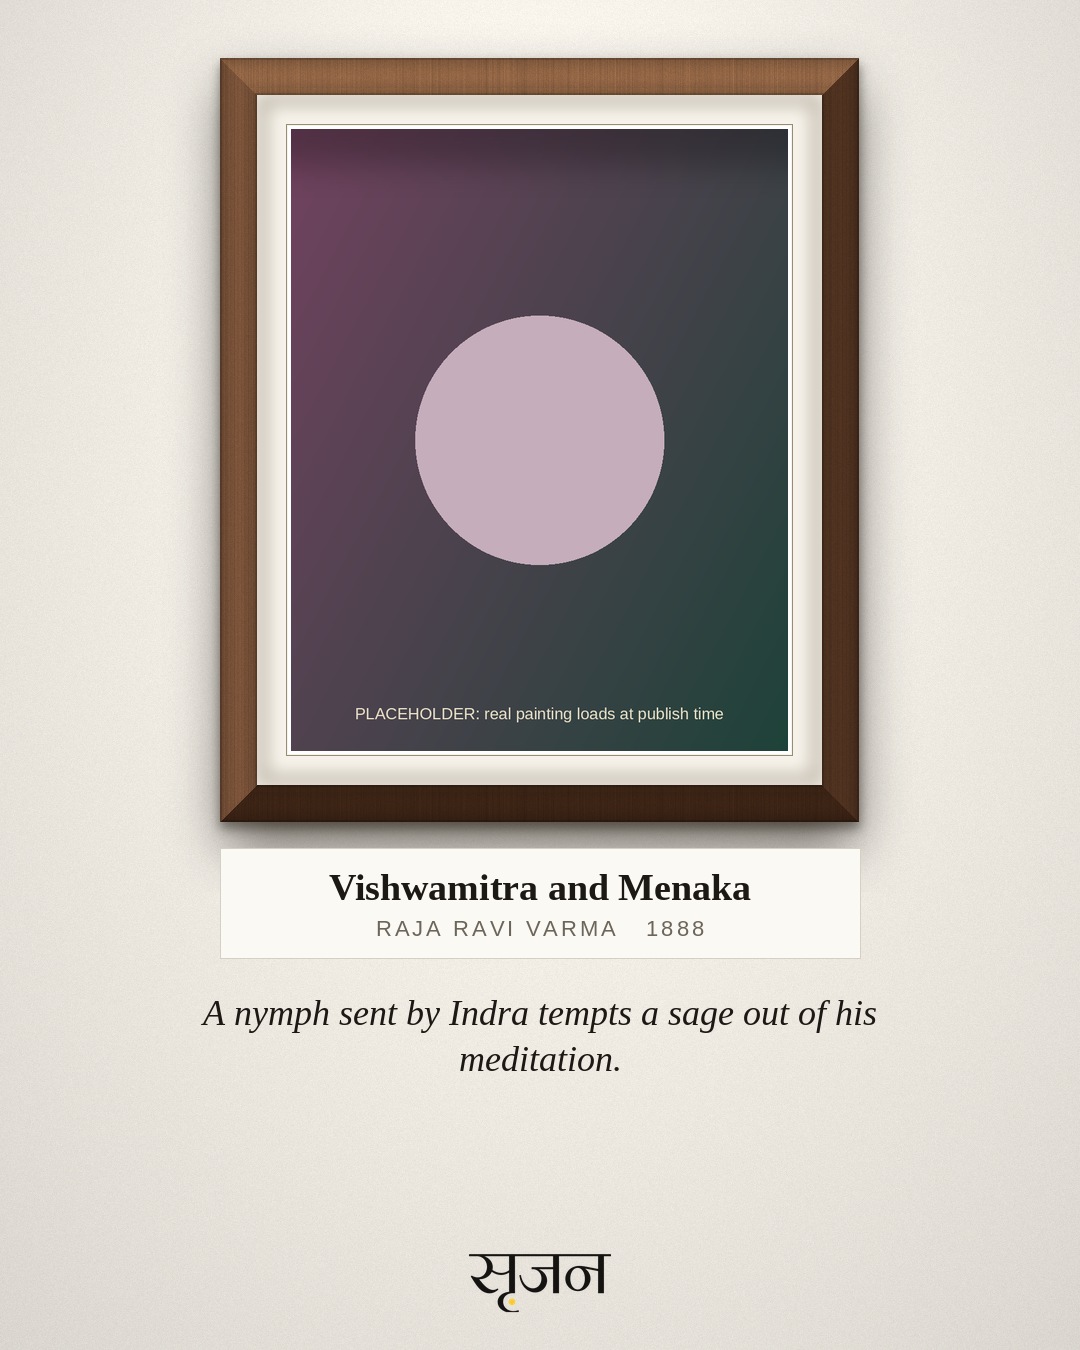 PLACEHOLDER: real painting loads at publish time
Vishwamitra and Menaka
RAJA RAVI VARMA 1888
A nymph sent by Indra tempts a sage out of his
meditation.
सृजन